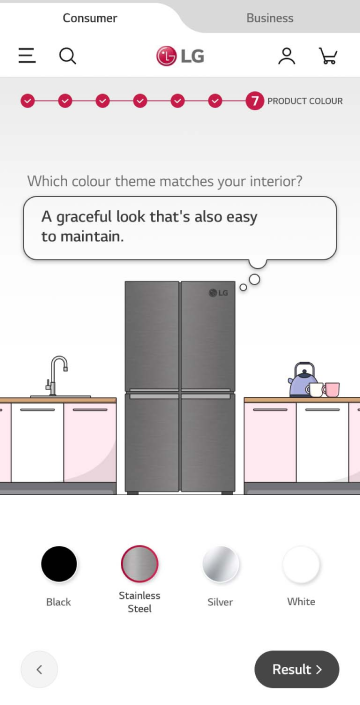 Consumer
Business
LG
7 PRODUCT COLOUR
Which colour theme matches your interior?
A graceful look that's also easy
to maintain.
LG
Black
Stainless
Steel
Silver
White
Result